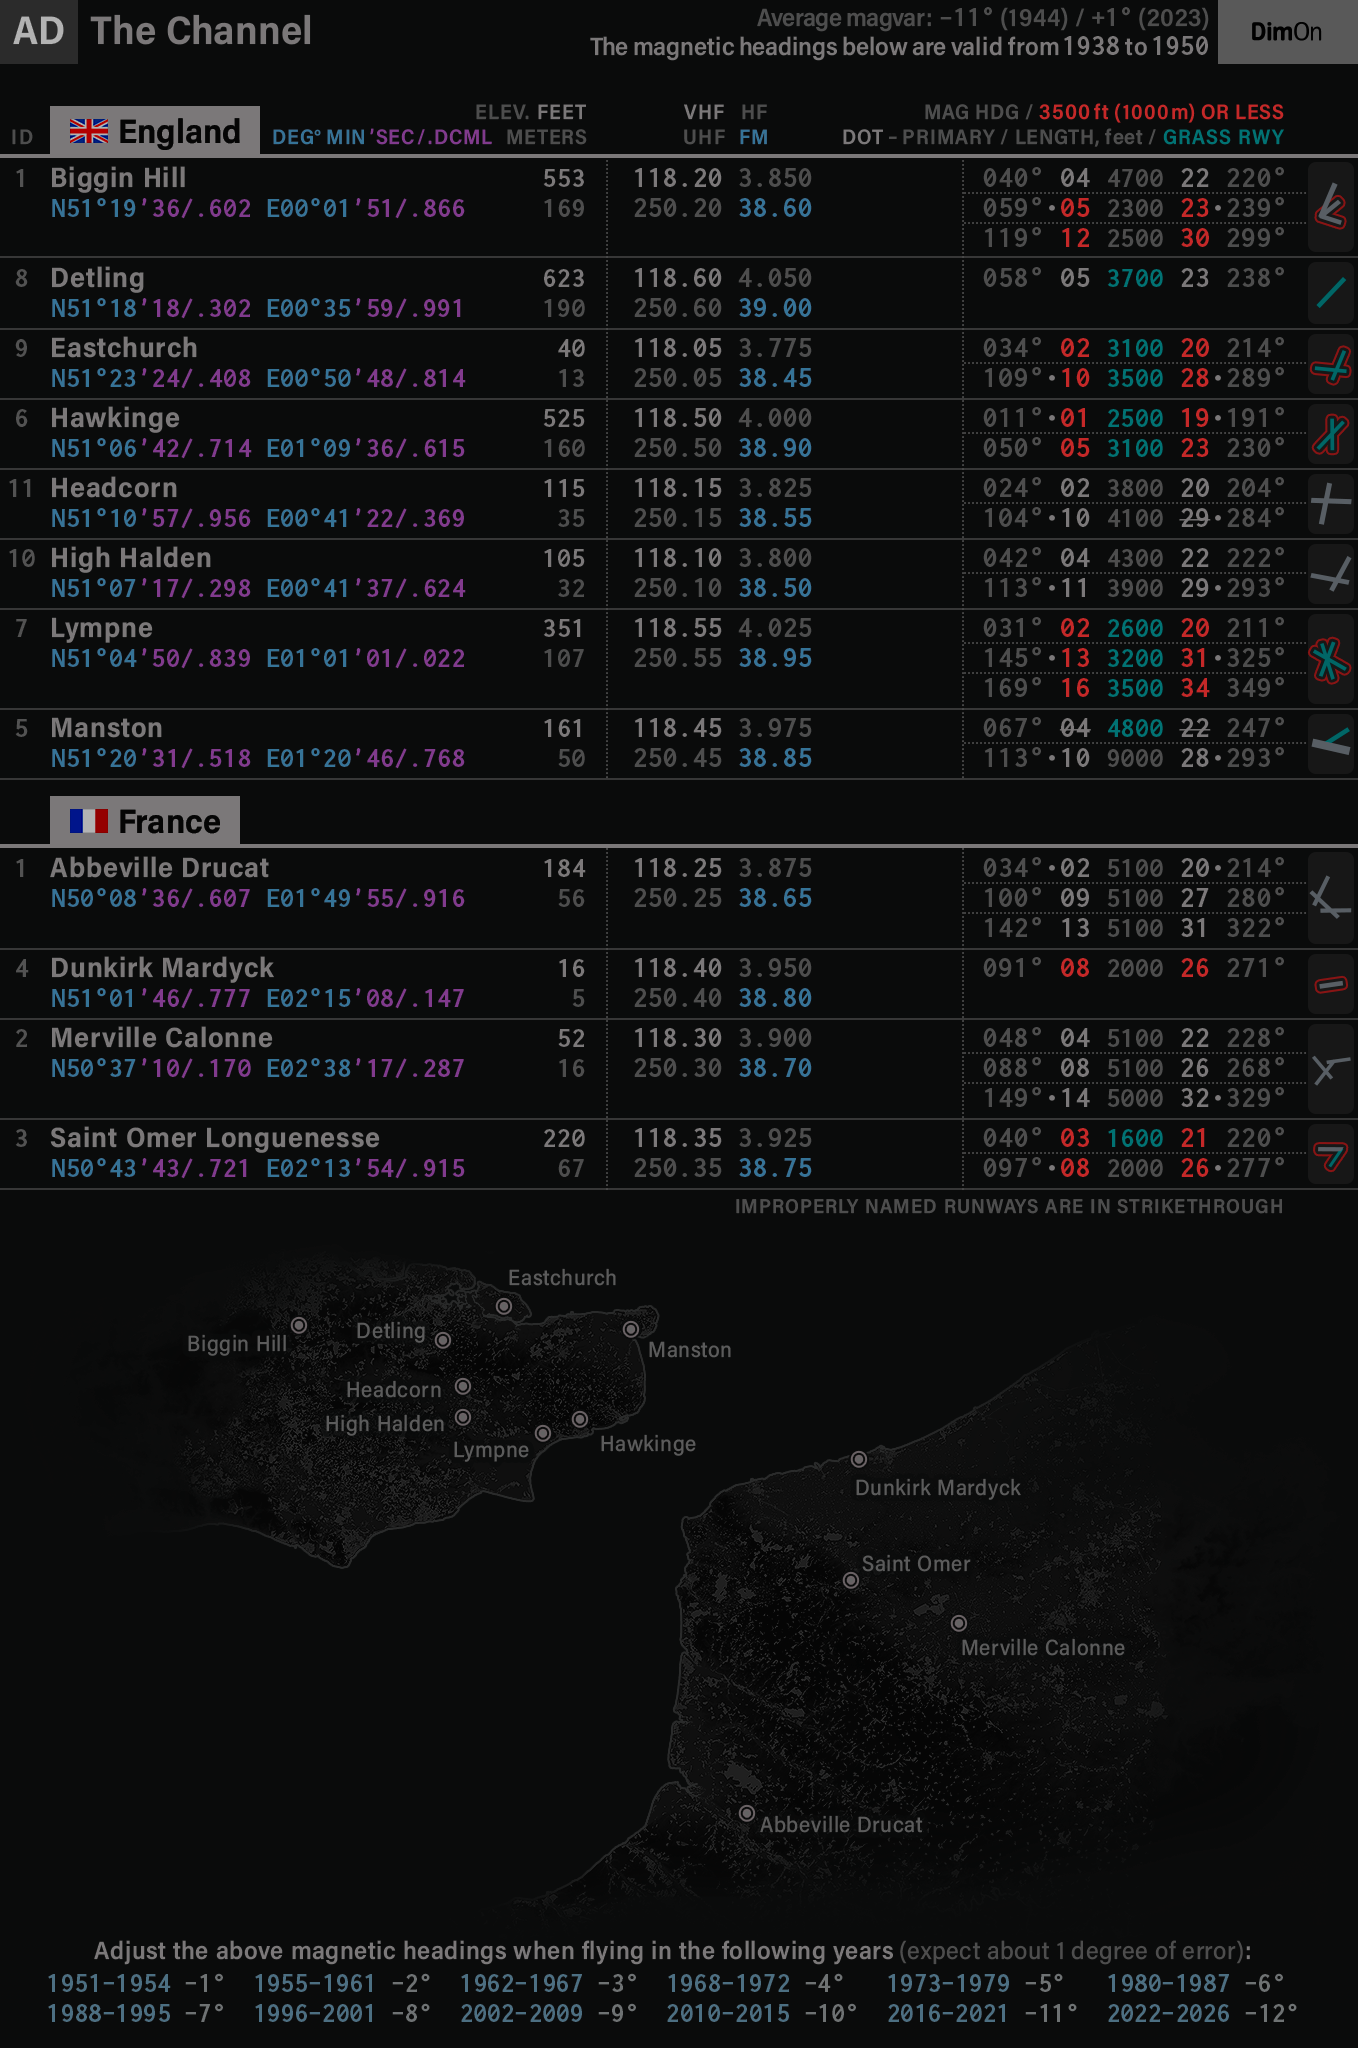 AD The Channel
Average magvar: −11° (1944) / +1° (2023)
The magnetic headings below are valid from 1938 to 1950
DimOn
ID England DEG° MIN 'SEC/.DCML ELEV. FEET METERS VHF HF UHF FM MAG HDG / 3500 ft (1000 m) OR LESS
DOT – PRIMARY / LENGTH, feet / GRASS RWY
1 Biggin Hill 553 118.20 3.850 040° 04 4700 22 220°
N51°19'36/.602 E00°01'51/.866 169 250.20 38.60 059°•05 2300 23•239°
119° 12 2500 30 299°
8 Detling 623 118.60 4.050 058° 05 3700 23 238°
N51°18'18/.302 E00°35'59/.991 190 250.60 39.00
9 Eastchurch 40 118.05 3.775 034° 02 3100 20 214°
N51°23'24/.408 E00°50'48/.814 13 250.05 38.45 109°•10 3500 28•289°
6 Hawkinge 525 118.50 4.000 011°•01 2500 19•191°
N51°06'42/.714 E01°09'36/.615 160 250.50 38.90 050° 05 3100 23 230°
11 Headcorn 115 118.15 3.825 024° 02 3800 20 204°
N51°10'57/.956 E00°41'22/.369 35 250.15 38.55 104°•10 4100 29•284°
10 High Halden 105 118.10 3.800 042° 04 4300 22 222°
N51°07'17/.298 E00°41'37/.624 32 250.10 38.50 113°•11 3900 29•293°
7 Lympne 351 118.55 4.025 031° 02 2600 20 211°
N51°04'50/.839 E01°01'01/.022 107 250.55 38.95 145°•13 3200 31•325°
169° 16 3500 34 349°
5 Manston 161 118.45 3.975 067° 04 4800 22 247°
N51°20'31/.518 E01°20'46/.768 50 250.45 38.85 113°•10 9000 28•293°
France
1 Abbeville Drucat 184 118.25 3.875 034°•02 5100 20•214°
N50°08'36/.607 E01°49'55/.916 56 250.25 38.65 100° 09 5100 27 280°
142° 13 5100 31 322°
4 Dunkirk Mardyck 16 118.40 3.950 091° 08 2000 26 271°
N51°01'46/.777 E02°15'08/.147 5 250.40 38.80
2 Merville Calonne 52 118.30 3.900 048° 04 5100 22 228°
N50°37'10/.170 E02°38'17/.287 16 250.30 38.70 088° 08 5100 26 268°
149°•14 5000 32•329°
3 Saint Omer Longuenesse 220 118.35 3.925 040° 03 1600 21 220°
N50°43'43/.721 E02°13'54/.915 67 250.35 38.75 097°•08 2000 26•277°
IMPROPERLY NAMED RUNWAYS ARE IN STRIKETHROUGH
Eastchurch
Biggin Hill
Detling
Manston
Headcorn
High Halden
Lympne
Hawkinge
Dunkirk Mardyck
Saint Omer
Merville Calonne
Abbeville Drucat
Adjust the above magnetic headings when flying in the following years (expect about 1 degree of error):
1951−1954 −1° 1955−1961 −2° 1962−1967 −3° 1968−1972 −4° 1973−1979 −5° 1980−1987 −6°
1988−1995 −7° 1996−2001 −8° 2002−2009 −9° 2010−2015 −10° 2016−2021 −11° 2022−2026 −12°